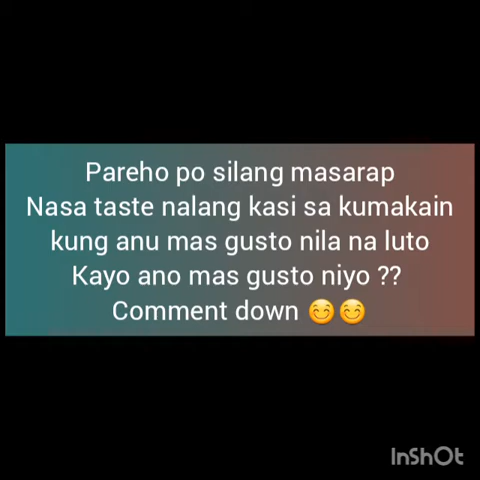 Pareho po silang masarap
Nasa taste nalang kasi sa kumakain
kung anu mas gusto nila na luto
Kayo ano mas gusto niyo ??
Comment down 😊😊
InShOt